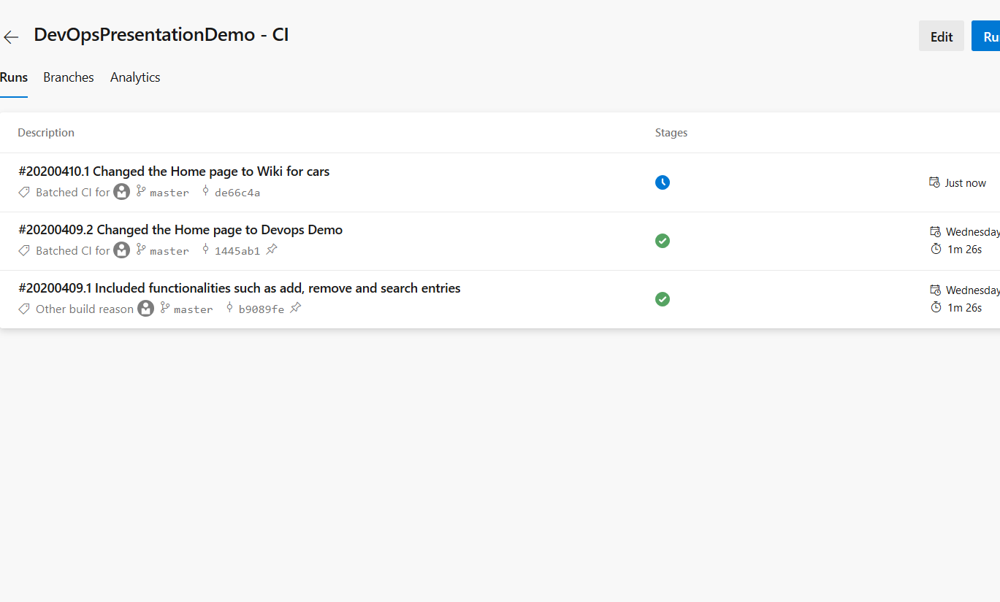 DevOpsPresentationDemo - CI
Edit
Ru
Runs Branches Analytics
Description Stages
#20200410.1 Changed the Home page to Wiki for cars
Batched CI for master de66c4a
Just now
#20200409.2 Changed the Home page to Devops Demo
Batched CI for master 1445ab1
Wednesday
1m 26s
#20200409.1 Included functionalities such as add, remove and search entries
Other build reason master b9089fe
Wednesday
1m 26s